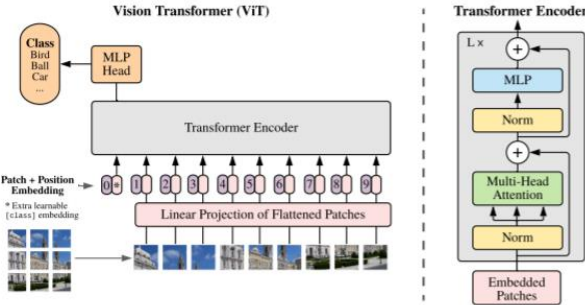 Vision Transformer (ViT)
Class
Bird
Ball
Car
...
MLP
Head
Transformer Encoder
Patch + Position
Embedding
* Extra learnable
[class] embedding
0 * 1 2 3 4 5 6 7 8 9
Linear Projection of Flattened Patches
Transformer Encoder
L ×
+
MLP
Norm
+
Multi-Head
Attention
Norm
Embedded
Patches